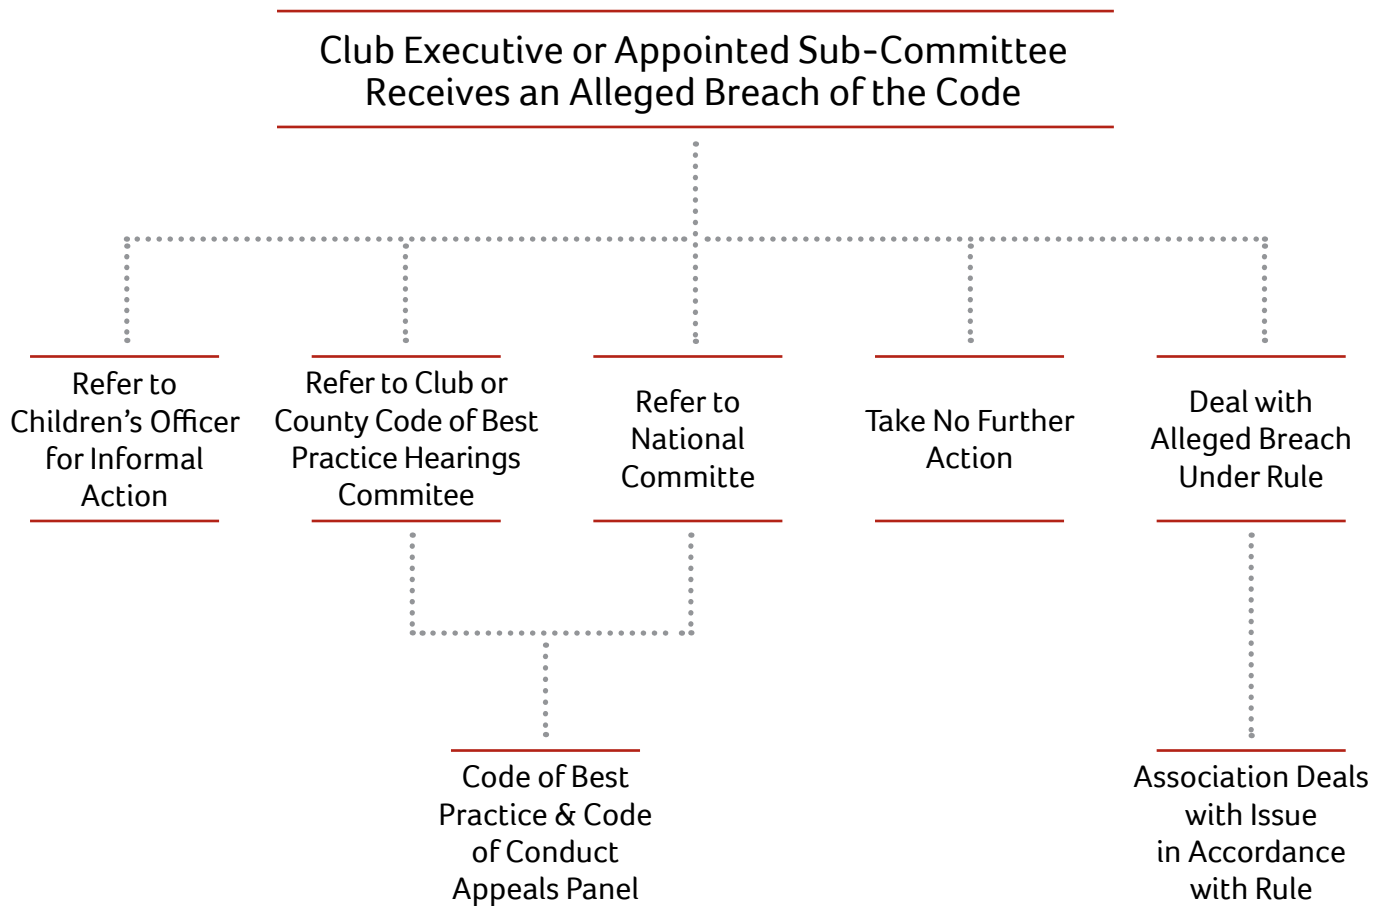 Club Executive or Appointed Sub-Committee
Receives an Alleged Breach of the Code
Refer to
Children’s Officer
for Informal
Action
Refer to Club or
County Code of Best
Practice Hearings
Commitee
Refer to
National
Committe
Take No Further
Action
Deal with
Alleged Breach
Under Rule
Code of Best
Practice & Code
of Conduct
Appeals Panel
Association Deals
with Issue
in Accordance
with Rule